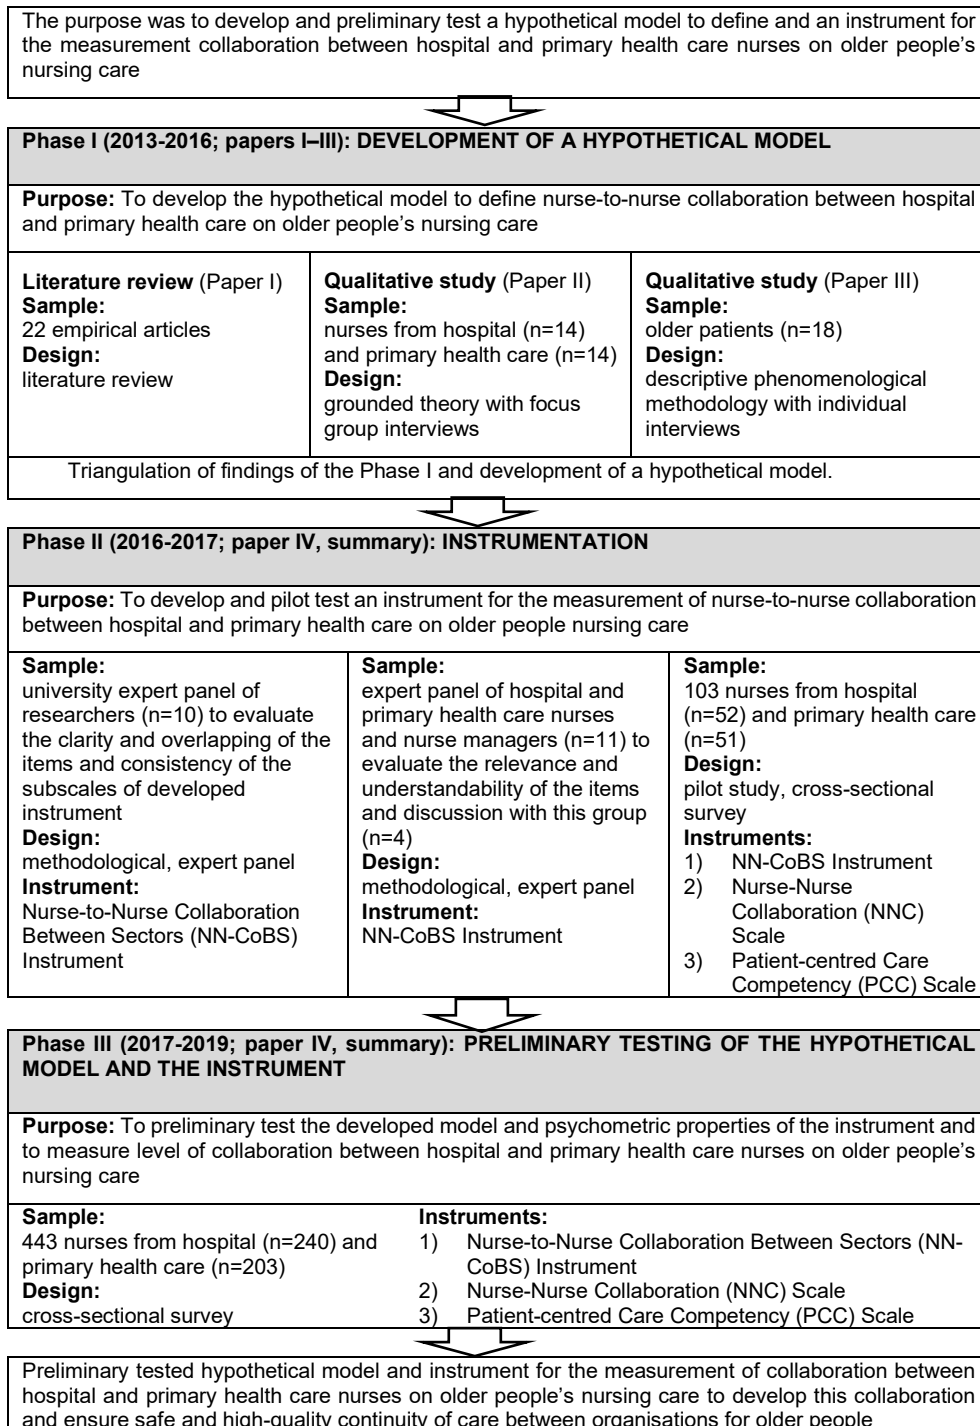 The purpose was to develop and preliminary test a hypothetical model to define and an instrument for
the measurement collaboration between hospital and primary health care nurses on older people's
nursing care
Phase I (2013-2016; papers I–III): DEVELOPMENT OF A HYPOTHETICAL MODEL
Purpose: To develop the hypothetical model to define nurse-to-nurse collaboration between hospital
and primary health care on older people's nursing care
Literature review (Paper I)
Sample:
22 empirical articles
Design:
literature review
Qualitative study (Paper II)
Sample:
nurses from hospital (n=14)
and primary health care (n=14)
Design:
grounded theory with focus
group interviews
Qualitative study (Paper III)
Sample:
older patients (n=18)
Design:
descriptive phenomenological
methodology with individual
interviews
Triangulation of findings of the Phase I and development of a hypothetical model.
Phase II (2016-2017; paper IV, summary): INSTRUMENTATION
Purpose: To develop and pilot test an instrument for the measurement of nurse-to-nurse collaboration
between hospital and primary health care on older people nursing care
Sample:
university expert panel of
researchers (n=10) to evaluate
the clarity and overlapping of the
items and consistency of the
subscales of developed
instrument
Design:
methodological, expert panel
Instrument:
Nurse-to-Nurse Collaboration
Between Sectors (NN-CoBS)
Instrument
Sample:
expert panel of hospital and
primary health care nurses
and nurse managers (n=11) to
evaluate the relevance and
understandability of the items
and discussion with this group
(n=4)
Design:
methodological, expert panel
Instrument:
NN-CoBS Instrument
Sample:
103 nurses from hospital
(n=52) and primary health care
(n=51)
Design:
pilot study, cross-sectional
survey
Instruments:
1) NN-CoBS Instrument
2) Nurse-Nurse
Collaboration (NNC)
Scale
3) Patient-centred Care
Competency (PCC) Scale
Phase III (2017-2019; paper IV, summary): PRELIMINARY TESTING OF THE HYPOTHETICAL
MODEL AND THE INSTRUMENT
Purpose: To preliminary test the developed model and psychometric properties of the instrument and
to measure level of collaboration between hospital and primary health care nurses on older people's
nursing care
Sample:
443 nurses from hospital (n=240) and
primary health care (n=203)
Design:
cross-sectional survey
Instruments:
1) Nurse-to-Nurse Collaboration Between Sectors (NN-
CoBS) Instrument
2) Nurse-Nurse Collaboration (NNC) Scale
3) Patient-centred Care Competency (PCC) Scale
Preliminary tested hypothetical model and instrument for the measurement of collaboration between
hospital and primary health care nurses on older people's nursing care to develop this collaboration
and ensure safe and high-quality continuity of care between organisations for older people